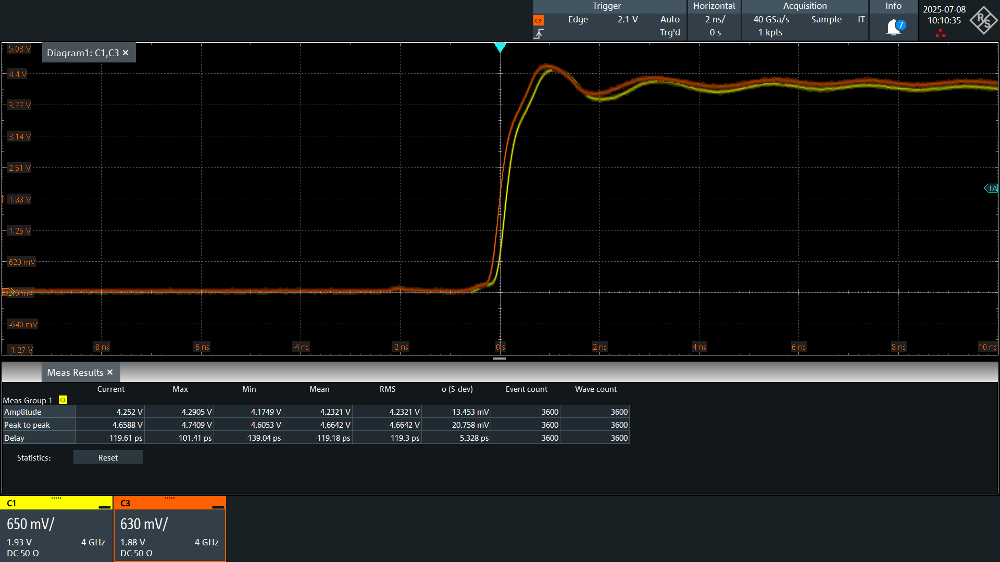 Trigger
C3 Edge 2.1 V Auto
Trg'd
Horizontal
2 ns/
0 s
Acquisition
40 GSa/s Sample IT
1 kpts
Info
7
2025-07-08
10:10:35
R S
Diagram1: C1,C3 ×
5.03 V
4.4 V
3.77 V
3.14 V
2.51 V
1.88 V
1.25 V
620 mV
-640 mV
-1.27 V
TA
-8 ns -6 ns -4 ns -2 ns 0 s 2 ns 4 ns 6 ns 8 ns 10 ns
Meas Results ×
Current Max Min Mean RMS σ (S-dev) Event count Wave count
Meas Group 1 C1
Amplitude 4.252 V 4.2905 V 4.1749 V 4.2321 V 4.2321 V 13.453 mV 3600 3600
Peak to peak 4.6588 V 4.7409 V 4.6053 V 4.6642 V 4.6642 V 20.758 mV 3600 3600
Delay -119.61 ps -101.41 ps -139.04 ps -119.18 ps 119.3 ps 5.328 ps 3600 3600
Statistics: Reset
C1
650 mV/
1.93 V 4 GHz
DC-50 Ω
C3
630 mV/
1.88 V 4 GHz
DC-50 Ω